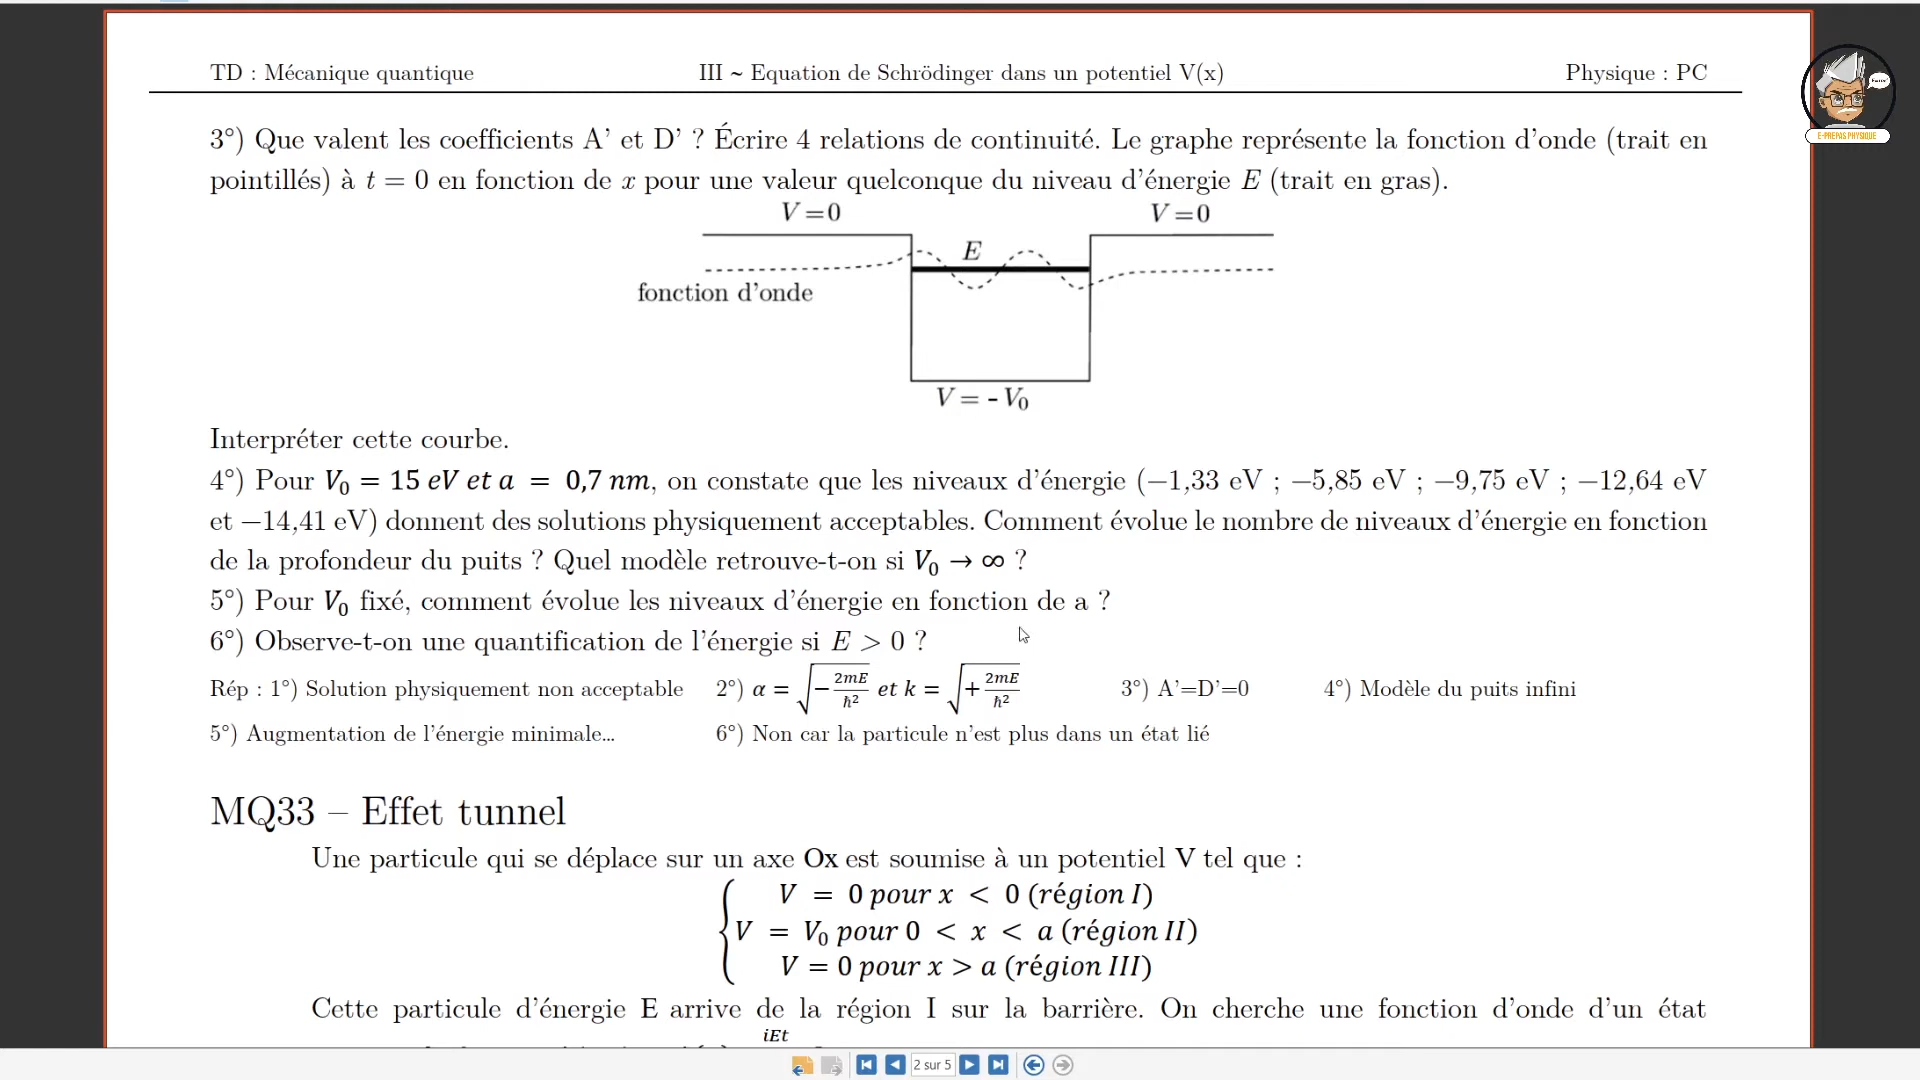 TD : Mécanique quantique III ~ Equation de Schrödinger dans un potentiel V(x) Physique : PC
E-PREPAS PHYSIQUE
3°) Que valent les coefficients A' et D' ? Écrire 4 relations de continuité. Le graphe représente la fonction d'onde (trait en
pointillés) à t = 0 en fonction de x pour une valeur quelconque du niveau d'énergie E (trait en gras).
V = 0 V = 0
E
fonction d'onde
V = - V₀
Interpréter cette courbe.
4°) Pour V₀ = 15 eV et a = 0,7 nm, on constate que les niveaux d'énergie (−1,33 eV ; −5,85 eV ; −9,75 eV ; −12,64 eV
et −14,41 eV) donnent des solutions physiquement acceptables. Comment évolue le nombre de niveaux d'énergie en fonction
de la profondeur du puits ? Quel modèle retrouve-t-on si V₀ → ∞ ?
5°) Pour V₀ fixé, comment évolue les niveaux d'énergie en fonction de a ?
6°) Observe-t-on une quantification de l'énergie si E > 0 ?
Rép : 1°) Solution physiquement non acceptable 2°) α = √(−2mE/ħ²) et k = √(+2mE/ħ²) 3°) A'=D'=0 4°) Modèle du puits infini
5°) Augmentation de l'énergie minimale... 6°) Non car la particule n'est plus dans un état lié
MQ33 – Effet tunnel
Une particule qui se déplace sur un axe Ox est soumise à un potentiel V tel que :
V = 0 pour x < 0 (région I)
V = V₀ pour 0 < x < a (région II)
V = 0 pour x > a (région III)
Cette particule d'énergie E arrive de la région I sur la barrière. On cherche une fonction d'onde d'un état
iEt
2 sur 5